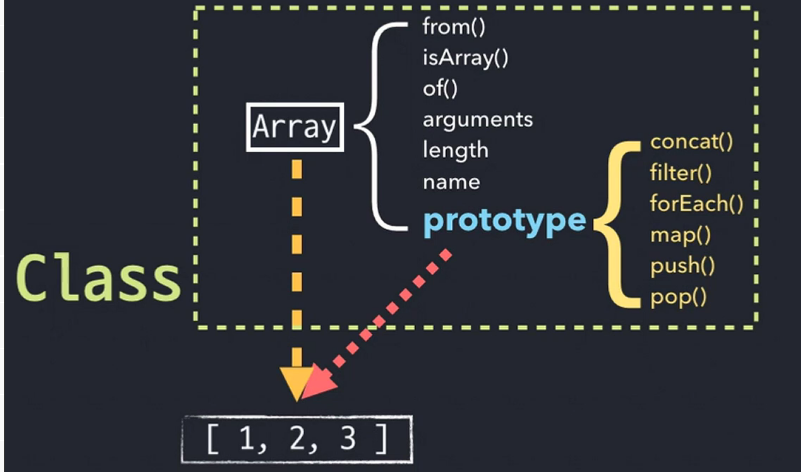 from()
isArray()
of()
Array
arguments
length
name
prototype
concat()
filter()
forEach()
map()
push()
pop()
Class
[ 1, 2, 3 ]